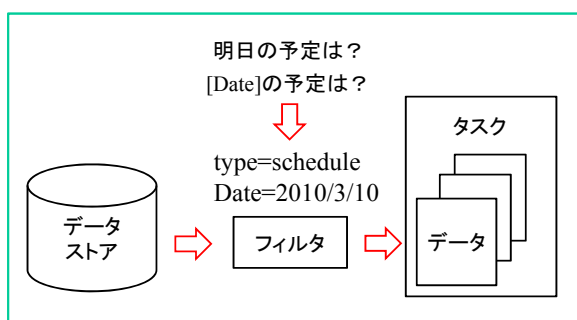 明日の予定は？
[Date]の予定は？
type=schedule
Date=2010/3/10
データ
ストア
フィルタ
タスク
データ